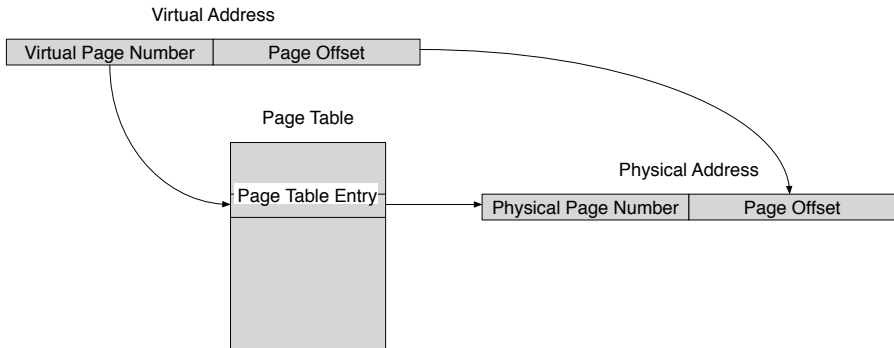 Virtual Address
Virtual Page Number Page Offset
Page Table
Page Table Entry
Physical Address
Physical Page Number Page Offset